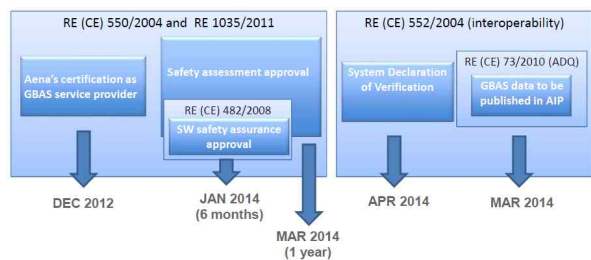 RE (CE) 550/2004 and RE 1035/2011
Aena's certification as
GBAS service provider
Safety assessment approval
RE (CE) 482/2008
SW safety assurance
approval
DEC 2012
JAN 2014
(6 months)
MAR 2014
(1 year)
RE (CE) 552/2004 (interoperability)
System Declaration
of Verification
RE (CE) 73/2010 (ADQ)
GBAS data to be
published in AIP
APR 2014
MAR 2014